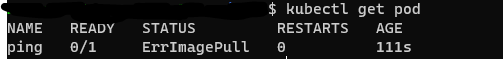 $ kubectl get pod
NAME READY STATUS RESTARTS AGE
ping 0/1 ErrImagePull 0 111s